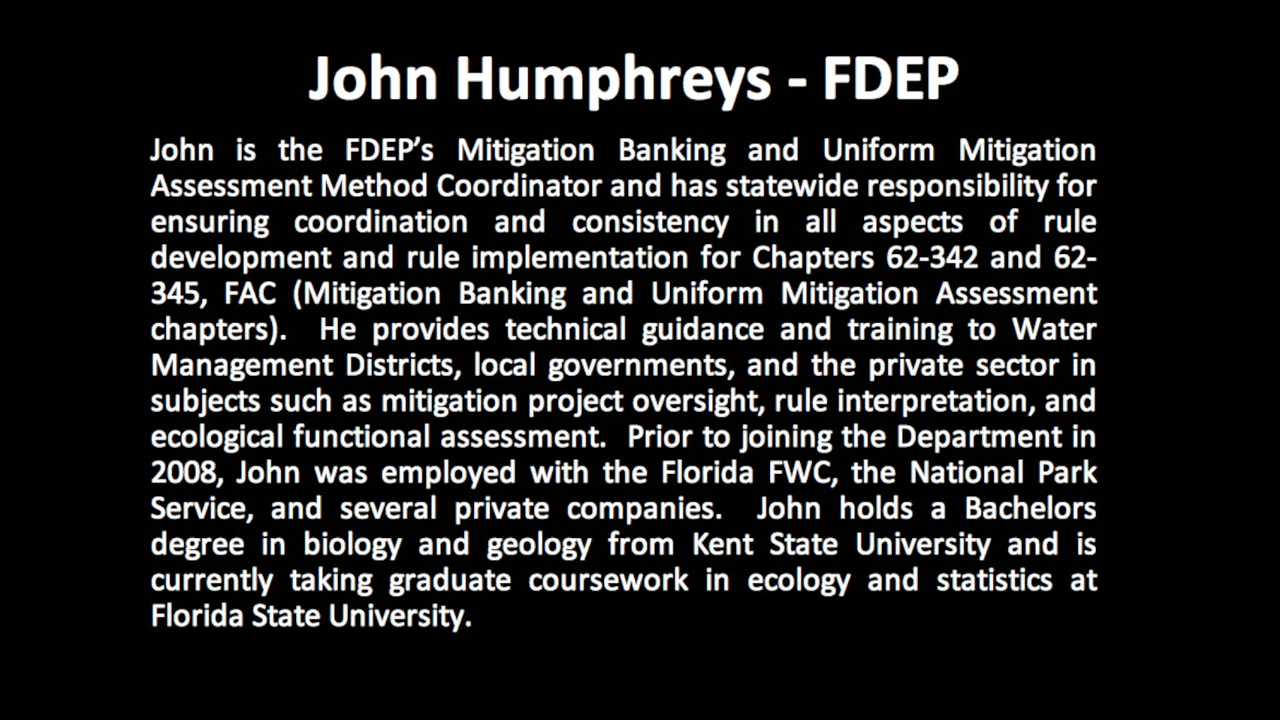 John Humphreys - FDEP
John is the FDEP’s Mitigation Banking and Uniform Mitigation
Assessment Method Coordinator and has statewide responsibility for
ensuring coordination and consistency in all aspects of rule
development and rule implementation for Chapters 62-342 and 62-
345, FAC (Mitigation Banking and Uniform Mitigation Assessment
chapters).  He provides technical guidance and training to Water
Management Districts, local governments, and the private sector in
subjects such as mitigation project oversight, rule interpretation, and
ecological functional assessment.  Prior to joining the Department in
2008, John was employed with the Florida FWC, the National Park
Service, and several private companies.  John holds a Bachelors
degree in biology and geology from Kent State University and is
currently taking graduate coursework in ecology and statistics at
Florida State University.